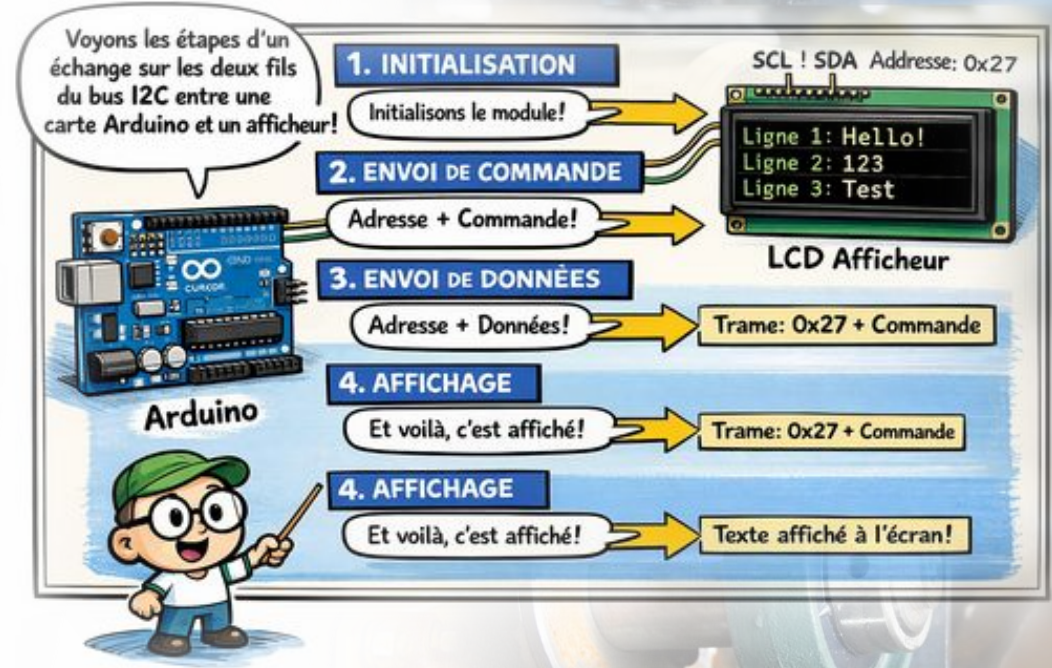 Voyons les étapes d'un
échange sur les deux fils
du bus I2C entre une
carte Arduino et un afficheur!
1. INITIALISATION
Initialisons le module!
SCL ! SDA Addresse: 0x27
Ligne 1: Hello!
Ligne 2: 123
Ligne 3: Test
LCD Afficheur
2. ENVOI DE COMMANDE
Adresse + Commande!
3. ENVOI DE DONNÈES
Adresse + Données!
Trame: 0x27 + Commande
4. AFFICHAGE
Et voilà, c'est affiché!
Trame: 0x27 + Commande
4. AFFICHAGE
Et voilà, c'est affiché!
Texte affiché à l'écran!
Arduino